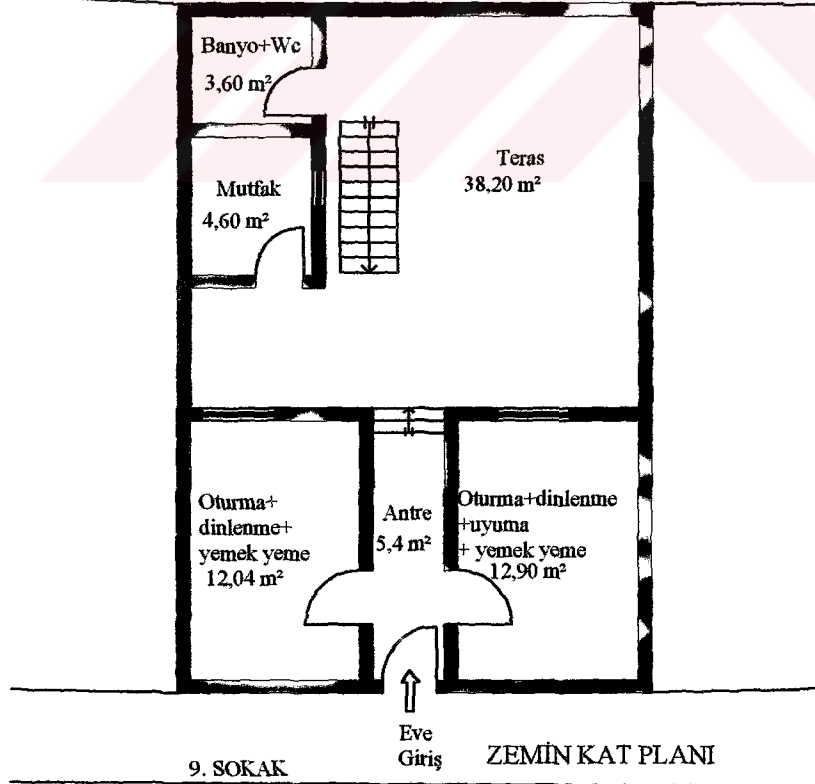 Banyo+Wc
3,60 m²
Teras
38,20 m²
Mutfak
4,60 m²
Oturma+
dinlenme+
yemek yeme
12,04 m²
Antre
5,4 m²
Oturma+dinlenme
+uyuma
+ yemek yeme
12,90 m²
Eve
Giriş
9. SOKAK
ZEMİN KAT PLANI